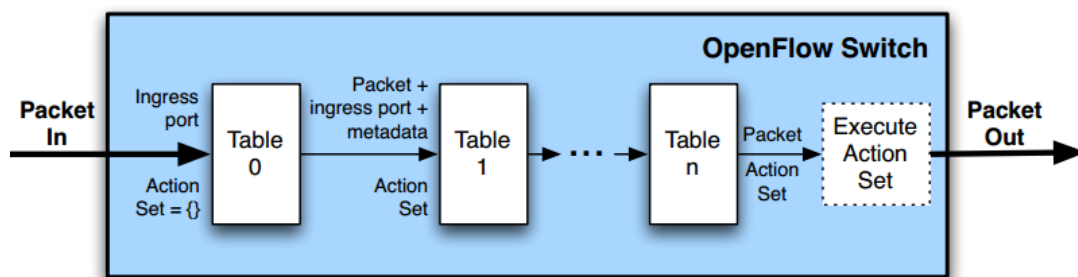 OpenFlow Switch
Packet
In
Ingress
port
Action
Set = {}
Table
0
Packet +
ingress port +
metadata
Action
Set
Table
1
...
Table
n
Packet
Action
Set
Execute
Action
Set
Packet
Out